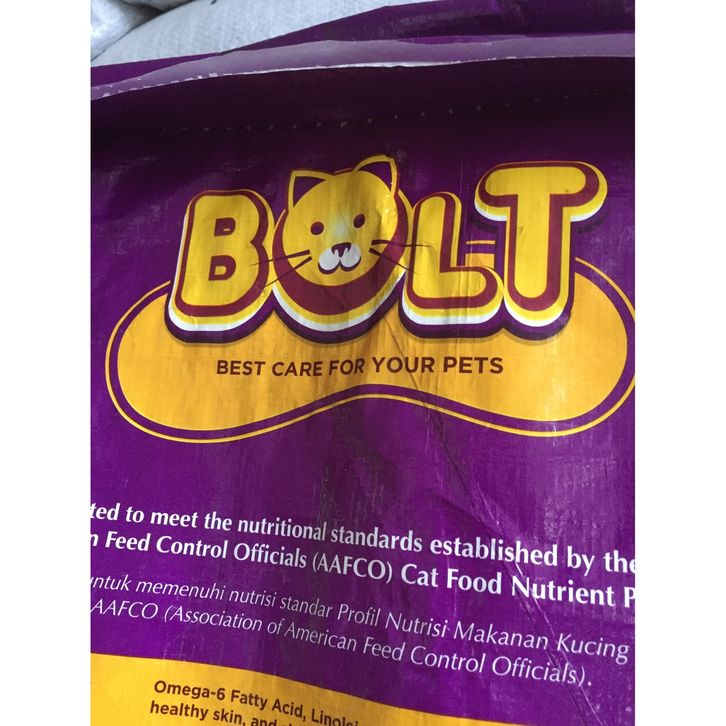 BOLT
BEST CARE FOR YOUR PETS
ted to meet the nutritional standards established by the
n Feed Control Officials (AAFCO) Cat Food Nutrient P
untuk memenuhi nutrisi standar Profil Nutrisi Makanan Kucing
AAFCO (Association of American Feed Control Officials).
Omega-6 Fatty Acid,
healthy skin, and